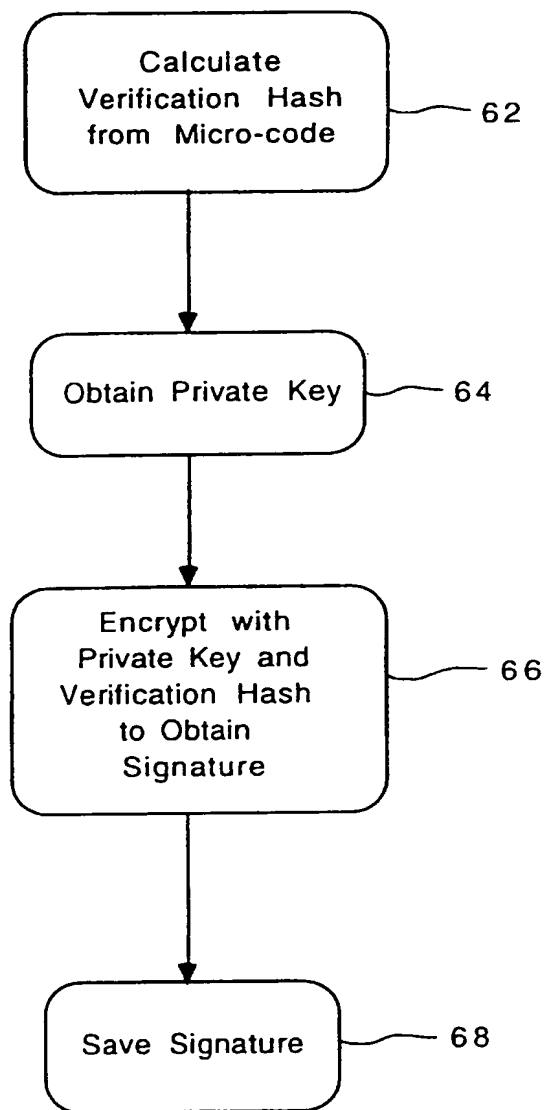 Calculate
Verification Hash
from Micro-code
62
Obtain Private Key
64
Encrypt with
Private Key and
Verification Hash
to Obtain
Signature
66
Save Signature
68